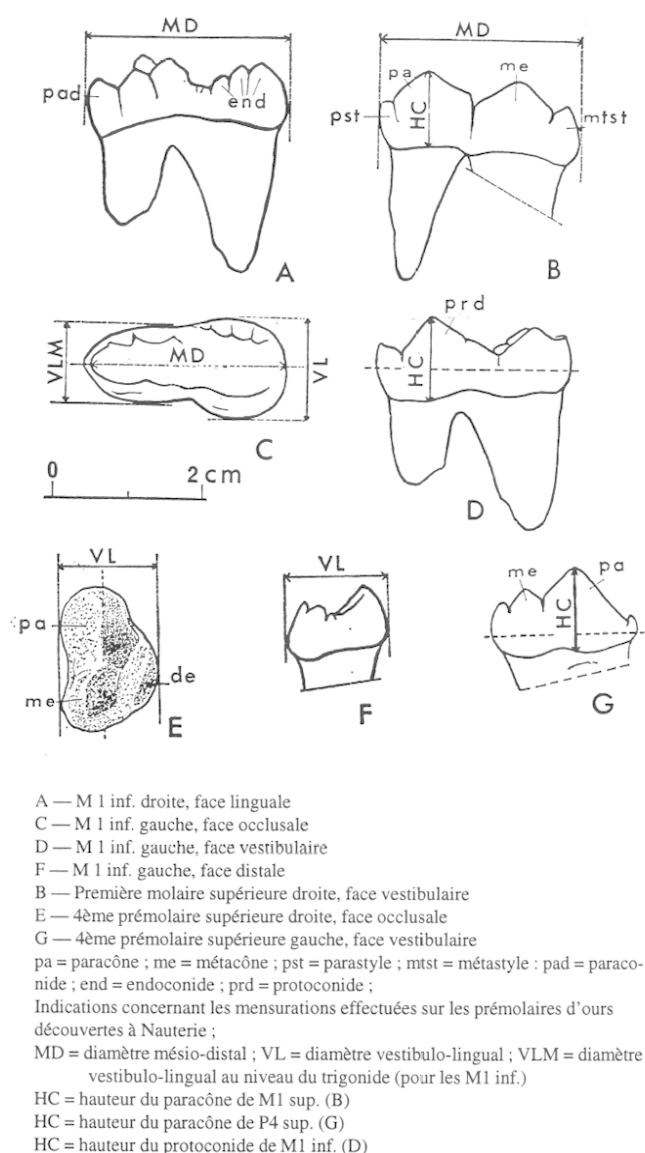 MD
pad
end
A
MD
pa
me
pst
HC
mtst
B
VLM
MD
VL
C
0 2 cm
prd
HC
D
VL
pa
me
de
E
VL
F
me
pa
HC
G
A — M 1 inf. droite, face linguale
C — M 1 inf. gauche, face occlusale
D — M 1 inf. gauche, face vestibulaire
F — M 1 inf. gauche, face distale
B — Première molaire supérieure droite, face vestibulaire
E — 4ème prémolaire supérieure droite, face occlusale
G — 4ème prémolaire supérieure gauche, face vestibulaire
pa = paracône ; me = métacône ; pst = parastyle ; mtst = métastyle : pad = paraco-
nide ; end = endoconide ; prd = protoconide ;
Indications concernant les mensurations effectuées sur les prémolaires d'ours
découvertes à Nauterie ;
MD = diamètre mésio-distal ; VL = diamètre vestibulo-lingual ; VLM = diamètre
vestibulo-lingual au niveau du trigonide (pour les M1 inf.)
HC = hauteur du paracône de M1 sup. (B)
HC = hauteur du paracône de P4 sup. (G)
HC = hauteur du protoconide de M1 inf. (D)